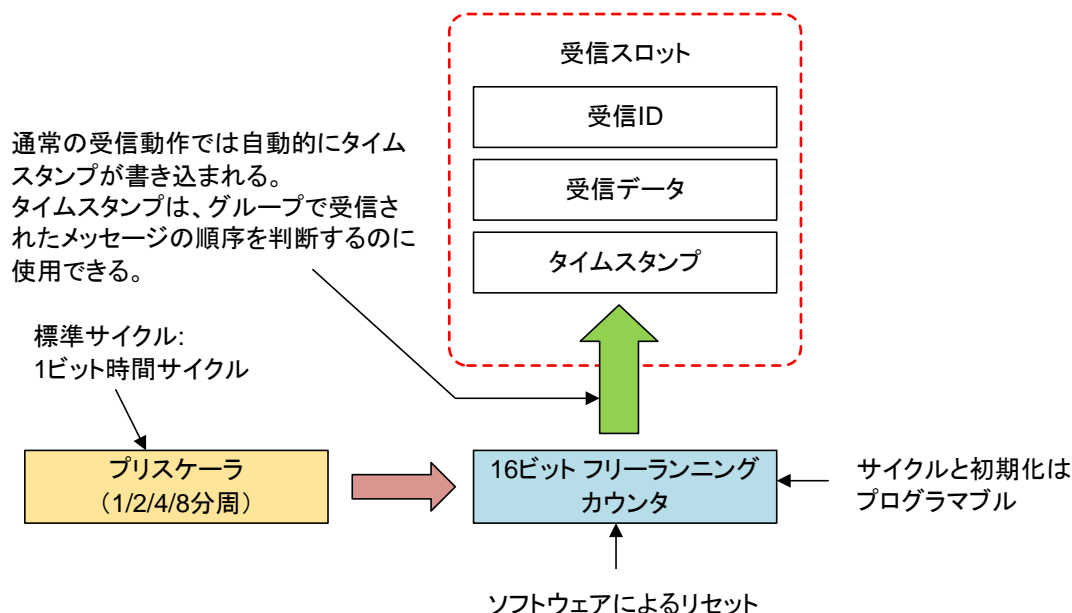 受信スロット
受信ID
受信データ
タイムスタンプ
通常の受信動作では自動的にタイム
スタンプが書き込まれる。
タイムスタンプは、グループで受信さ
れたメッセージの順序を判断するのに
使用できる。
標準サイクル:
1ビット時間サイクル
プリスケーラ
（1/2/4/8分周）
16ビット フリーランニング
カウンタ
サイクルと初期化は
プログラマブル
ソフトウェアによるリセット